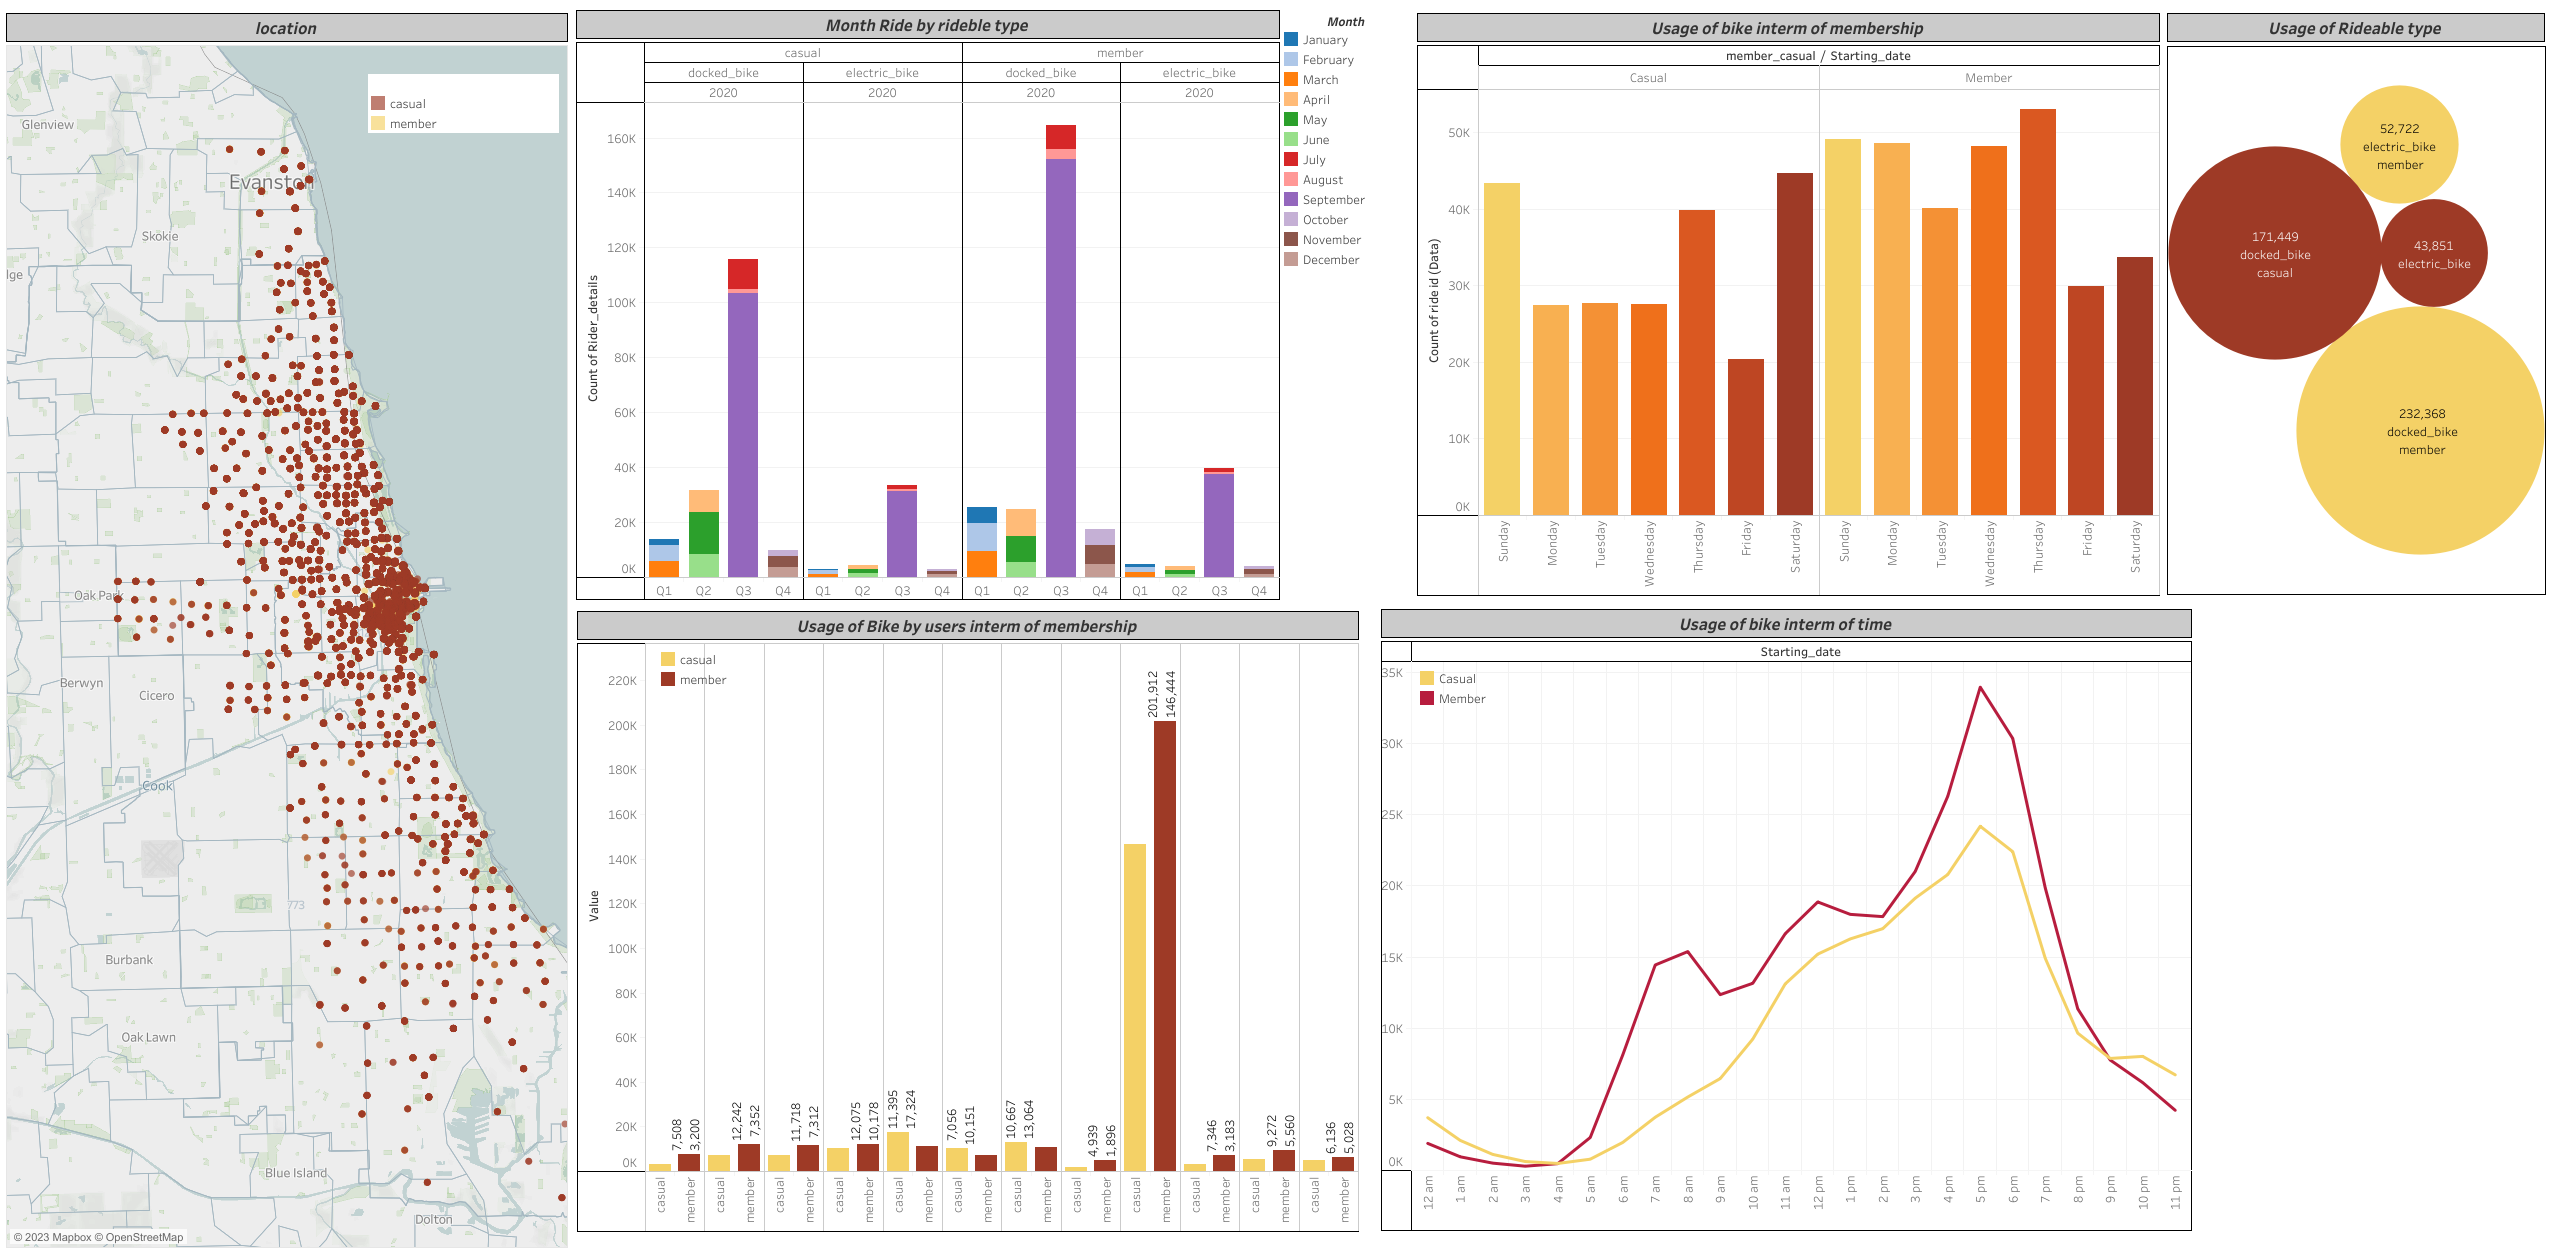 location
casual
member
Glenview
Evanston
Skokie
lge
Oak Park
Berwyn
Cicero
Cook
773
Burbank
Oak Lawn
Blue Island
Dolton
© 2023 Mapbox © OpenStreetMap
Month Ride by rideble type
casual member
docked_bike electric_bike docked_bike electric_bike
2020 2020 2020 2020
Count of Rider_details
160K
140K
120K
100K
80K
60K
40K
20K
0K
Q1 Q2 Q3 Q4 Q1 Q2 Q3 Q4 Q1 Q2 Q3 Q4 Q1 Q2 Q3 Q4
Month
January
February
March
April
May
June
July
August
September
October
November
December
Usage of bike interm of membership
member_casual / Starting_date
Casual Member
Count of ride id (Data)
50K
40K
30K
20K
10K
0K
Sunday Monday Tuesday Wednesday Thursday Friday Saturday Sunday Monday Tuesday Wednesday Thursday Friday Saturday
Usage of Rideable type
52,722
electric_bike
member
171,449
docked_bike
casual
43,851
electric_bike
232,368
docked_bike
member
Usage of Bike by users interm of membership
casual
member
Value
220K
200K
180K
160K
140K
120K
100K
80K
60K
40K
20K
0K
7,508
3,200
12,242
7,352
11,718
7,312
12,075
10,178
11,395
17,324
7,056
10,151
10,667
13,064
4,939
1,896
201,912
146,444
7,346
3,183
9,272
5,560
6,136
5,028
casual member casual member casual member casual member casual member casual member casual member casual member casual member casual member casual member casual member
Usage of bike interm of time
Starting_date
Casual
Member
35K
30K
25K
20K
15K
10K
5K
0K
12 am 1 am 2 am 3 am 4 am 5 am 6 am 7 am 8 am 9 am 10 am 11 am 12 pm 1 pm 2 pm 3 pm 4 pm 5 pm 6 pm 7 pm 8 pm 9 pm 10 pm 11 pm